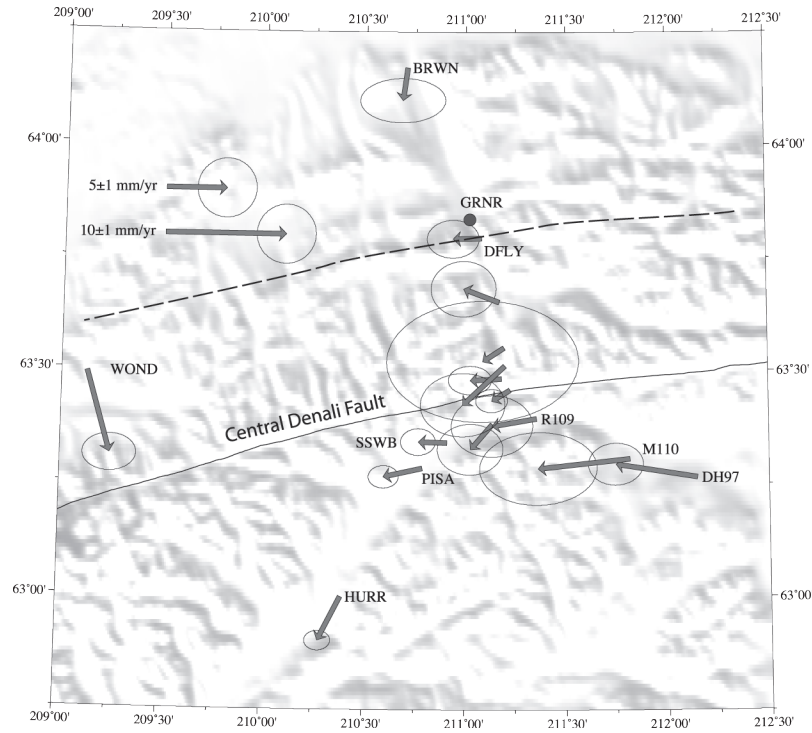 209°00' 209°30' 210°00' 210°30' 211°00' 211°30' 212°00' 212°30'
BRWN
64°00' 64°00'
5±1 mm/yr
GRNR
10±1 mm/yr
DFLY
WOND
63°30' 63°30'
Central Denali Fault
R109
SSWB
M110
PISA
DH97
63°00' 63°00'
HURR
209°00' 209°30' 210°00' 210°30' 211°00' 211°30' 212°00' 212°30'